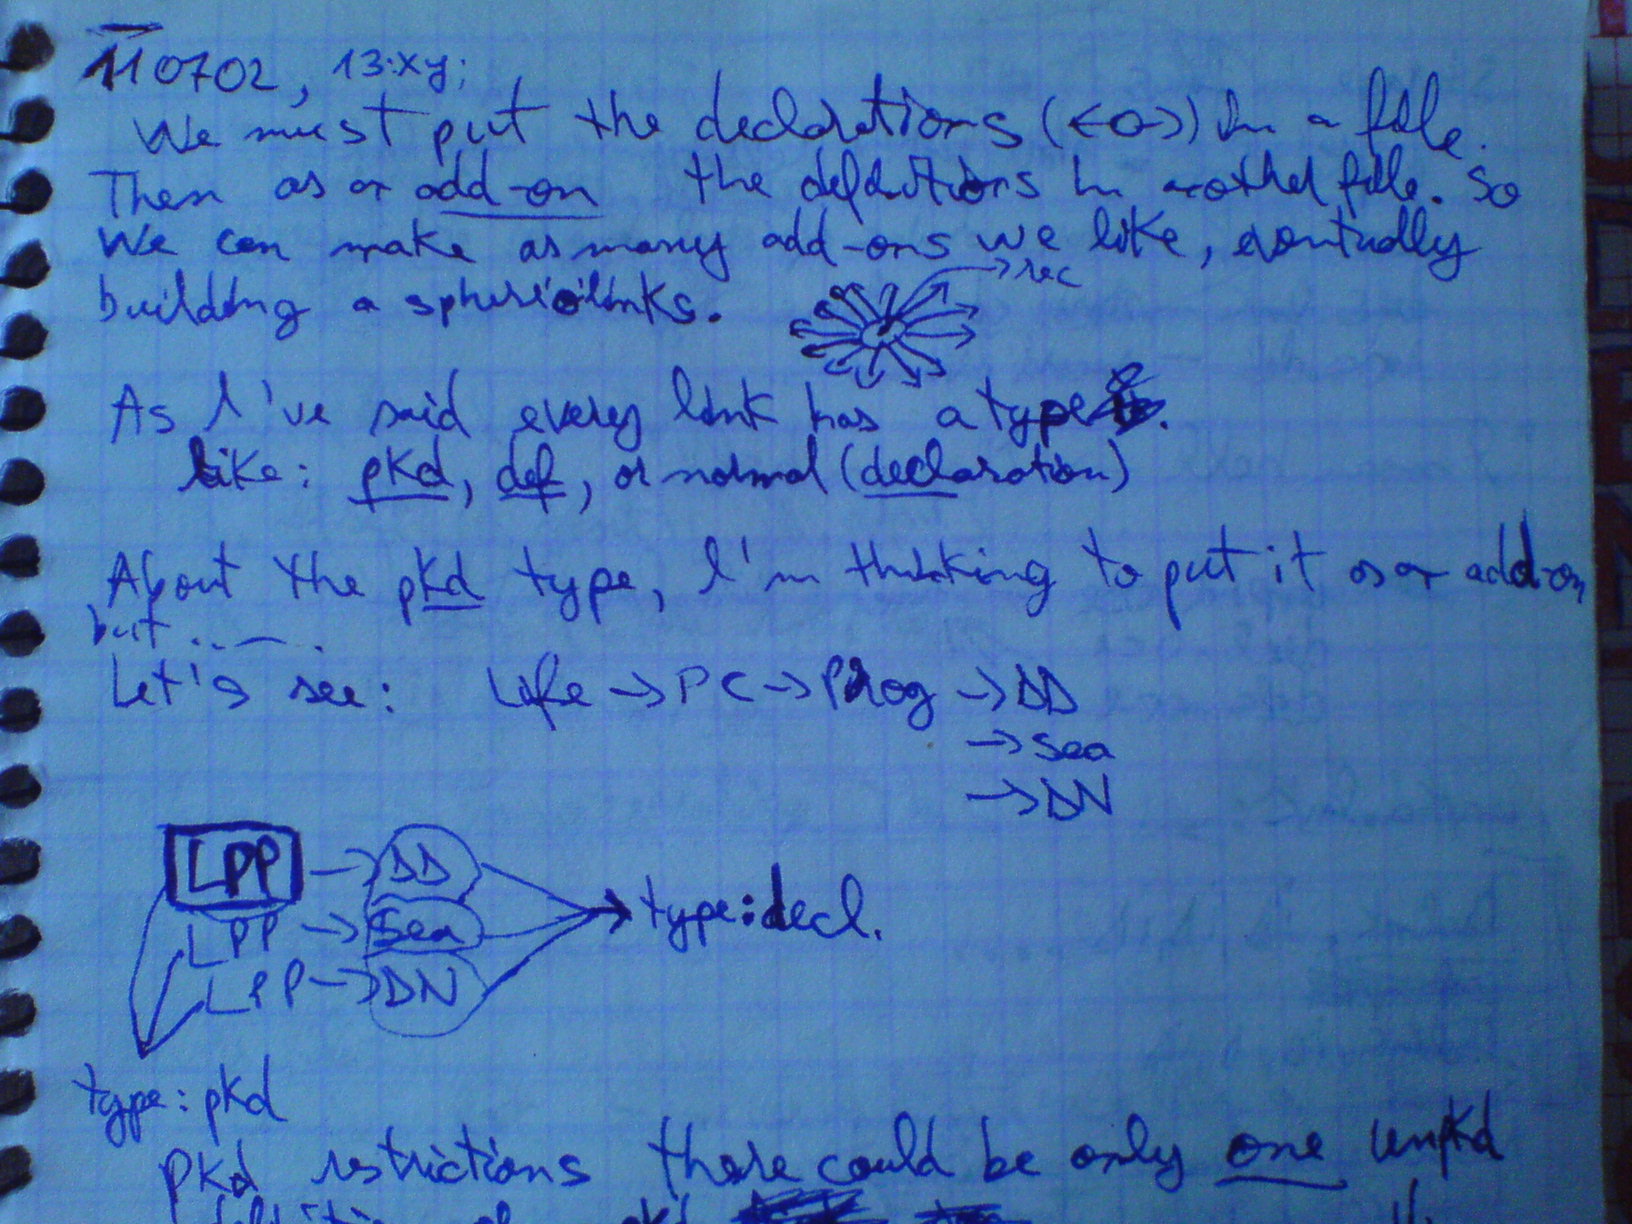 110702, 13:xy;
We must put the declarations (<-o->) in a file.
Then as an add-on the definitions in another file. So
We can make as many add-ons we like, eventually
building a spheriolinks.
→ rec
As I've said every link has a type.
like: pkd, def, or normal (declaration)
About the pkd type, I'm thinking to put it as an add-on
but .. — .
Let's see: Life → PC → Prog → DD
→ Sea
→ DN
LPP → DD
LPP → Sea → type: decl.
LPP → DN
type: pkd
pkd restrictions there could be only one unpkd